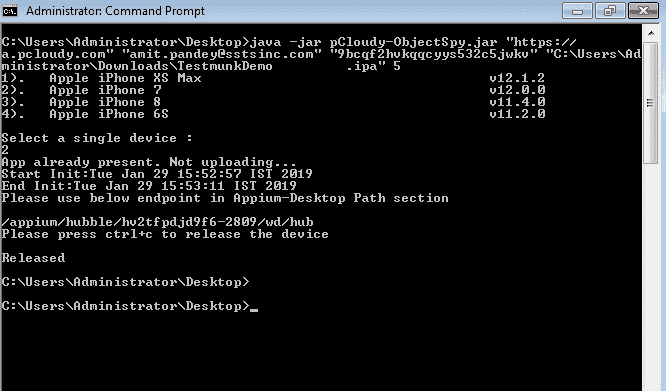 Administrator: Command Prompt
C:\Users\Administrator\Desktop>java -jar pCloudy-ObjectSpy.jar "https://
a.pcloudy.com" "amit.pandey@sstsinc.com" "9bcqf2hvkqqcyys532c5jwkv" "C:\Users\Ad
ministrator\Downloads\TestmunkDemo .ipa" 5
1). Apple iPhone XS Max v12.1.2
2). Apple iPhone 7 v12.0.0
3). Apple iPhone 8 v11.4.0
4). Apple iPhone 6S v11.2.0
Select a single device :
2
App already present. Not uploading...
Start Init:Tue Jan 29 15:52:57 IST 2019
End Init:Tue Jan 29 15:53:11 IST 2019
Please use below endpoint in Appium-Desktop Path section
/appium/hubble/hv2tfpdjd9f6-2809/wd/hub
Please press ctrl+c to release the device
Released
C:\Users\Administrator\Desktop>
C:\Users\Administrator\Desktop>_